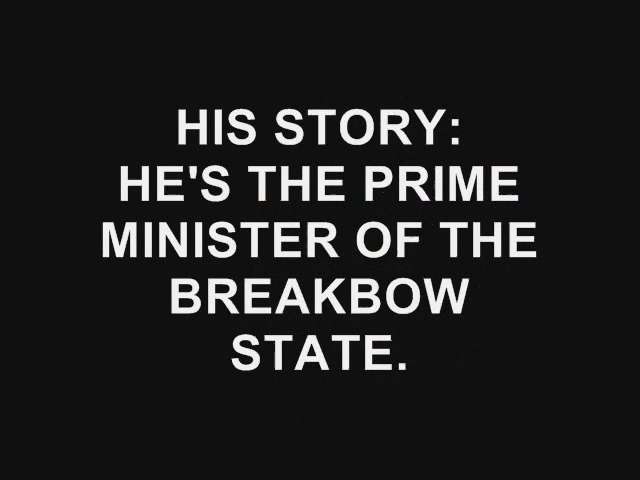 HIS STORY:
HE'S THE PRIME
MINISTER OF THE
BREAKBOW
STATE.